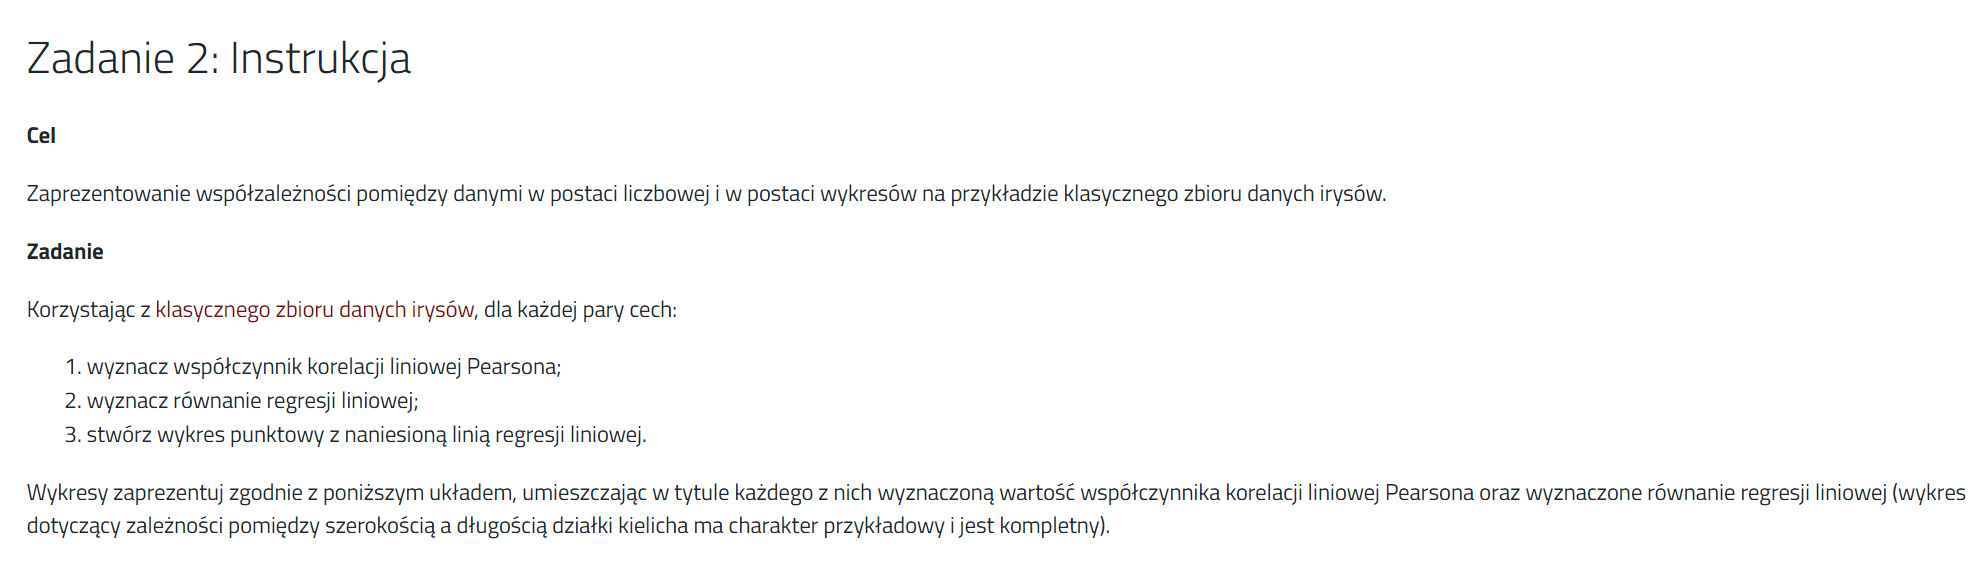 Zadanie 2: Instrukcja
Cel
Zaprezentowanie współzależności pomiędzy danymi w postaci liczbowej i w postaci wykresów na przykładzie klasycznego zbioru danych irysów.
Zadanie
Korzystając z klasycznego zbioru danych irysów, dla każdej pary cech:
1. wyznacz współczynnik korelacji liniowej Pearsona;
2. wyznacz równanie regresji liniowej;
3. stwórz wykres punktowy z naniesioną linią regresji liniowej.
Wykresy zaprezentuj zgodnie z poniższym układem, umieszczając w tytule każdego z nich wyznaczoną wartość współczynnika korelacji liniowej Pearsona oraz wyznaczone równanie regresji liniowej (wykres
dotyczący zależności pomiędzy szerokością a długością działki kielicha ma charakter przykładowy i jest kompletny).